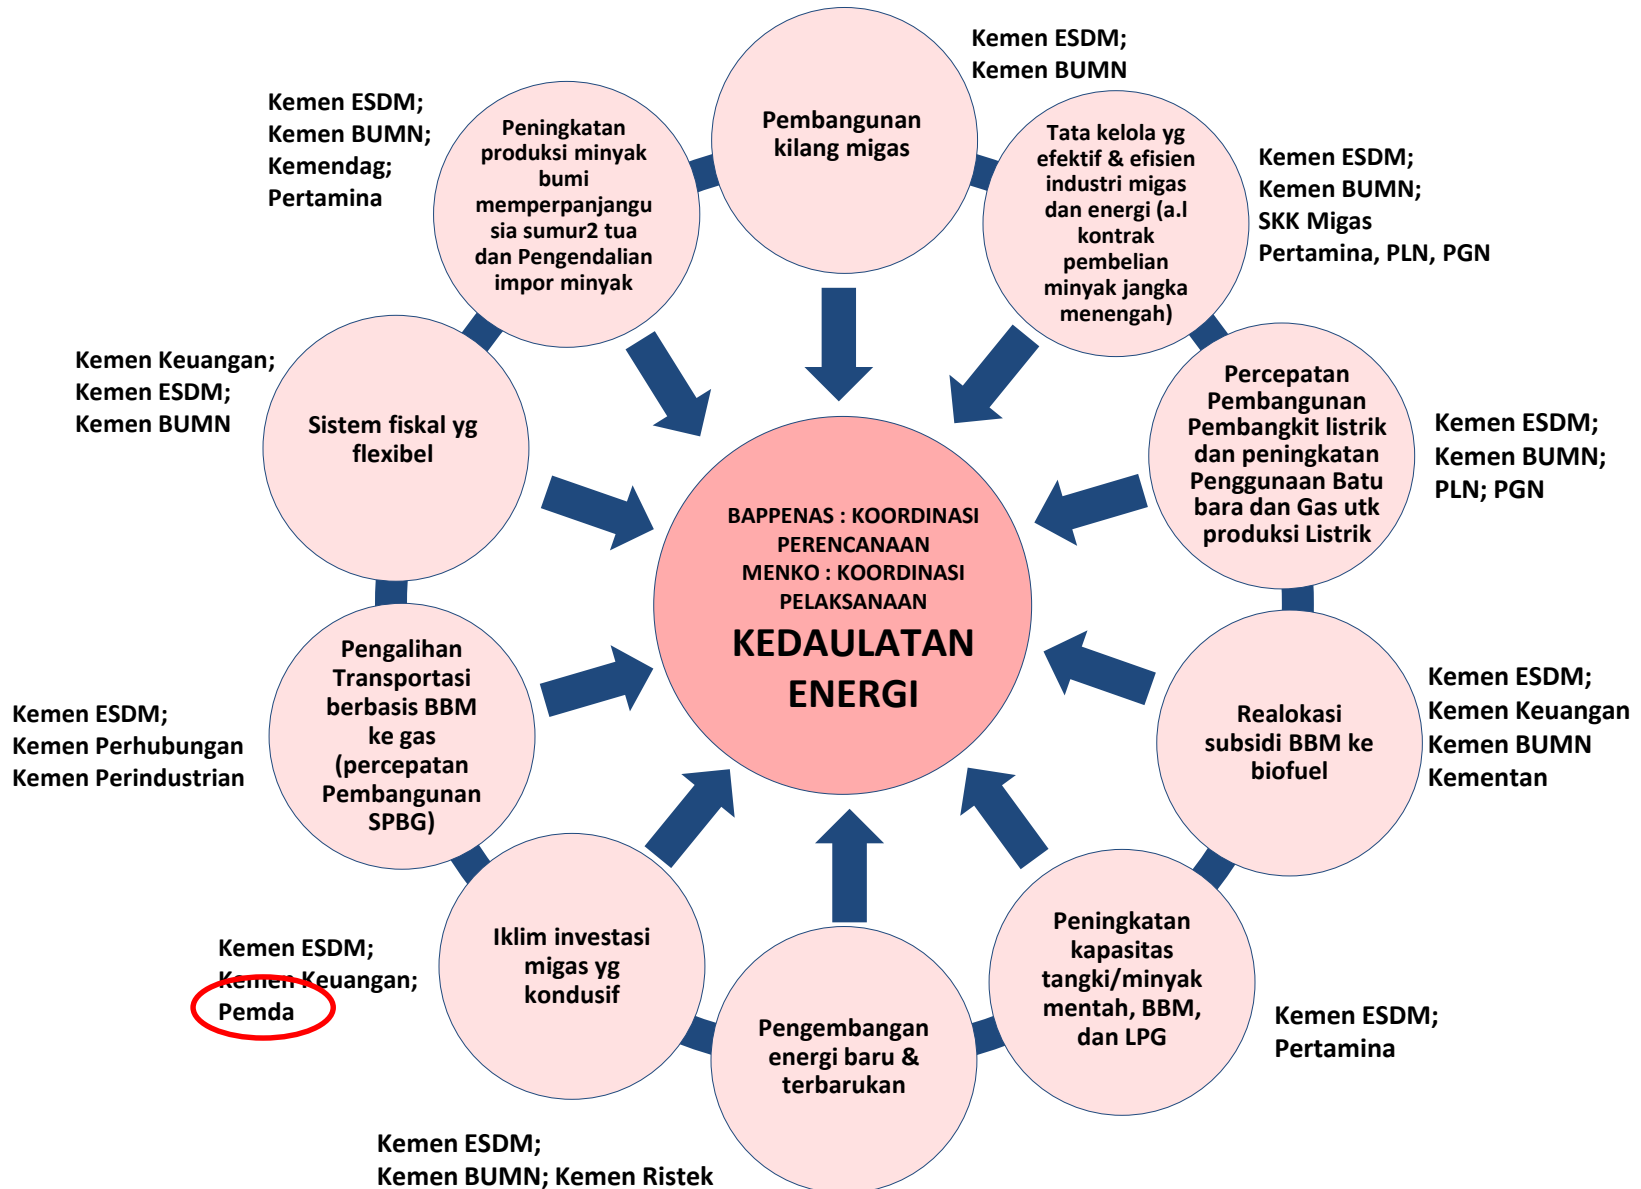 Kemen ESDM;
Kemen BUMN
Pembangunan
kilang migas
Tata kelola yg
efektif & efisien
industri migas
dan energi (a.l
kontrak
pembelian
minyak jangka
menengah)
Kemen ESDM;
Kemen BUMN;
SKK Migas
Pertamina, PLN, PGN
Percepatan
Pembangunan
Pembangkit listrik
dan peningkatan
Penggunaan Batu
bara dan Gas utk
produksi Listrik
Kemen ESDM;
Kemen BUMN;
PLN; PGN
Realokasi
subsidi BBM ke
biofuel
Kemen ESDM;
Kemen Keuangan
Kemen BUMN
Kementan
Peningkatan
kapasitas
tangki/minyak
mentah, BBM,
dan LPG
Kemen ESDM;
Pertamina
Pengembangan
energi baru &
terbarukan
Kemen ESDM;
Kemen BUMN; Kemen Ristek
Iklim investasi
migas yg
kondusif
Kemen ESDM;
Kemen Keuangan;
Pemda
Pengalihan
Transportasi
berbasis BBM
ke gas
(percepatan
Pembangunan
SPBG)
Kemen ESDM;
Kemen Perhubungan
Kemen Perindustrian
Sistem fiskal yg
flexibel
Kemen Keuangan;
Kemen ESDM;
Kemen BUMN
Peningkatan
produksi minyak
bumi
memperpanjangu
sia sumur2 tua
dan Pengendalian
impor minyak
Kemen ESDM;
Kemen BUMN;
Kemendag;
Pertamina
BAPPENAS : KOORDINASI
PERENCANAAN
MENKO : KOORDINASI
PELAKSANAAN
KEDAULATAN
ENERGI